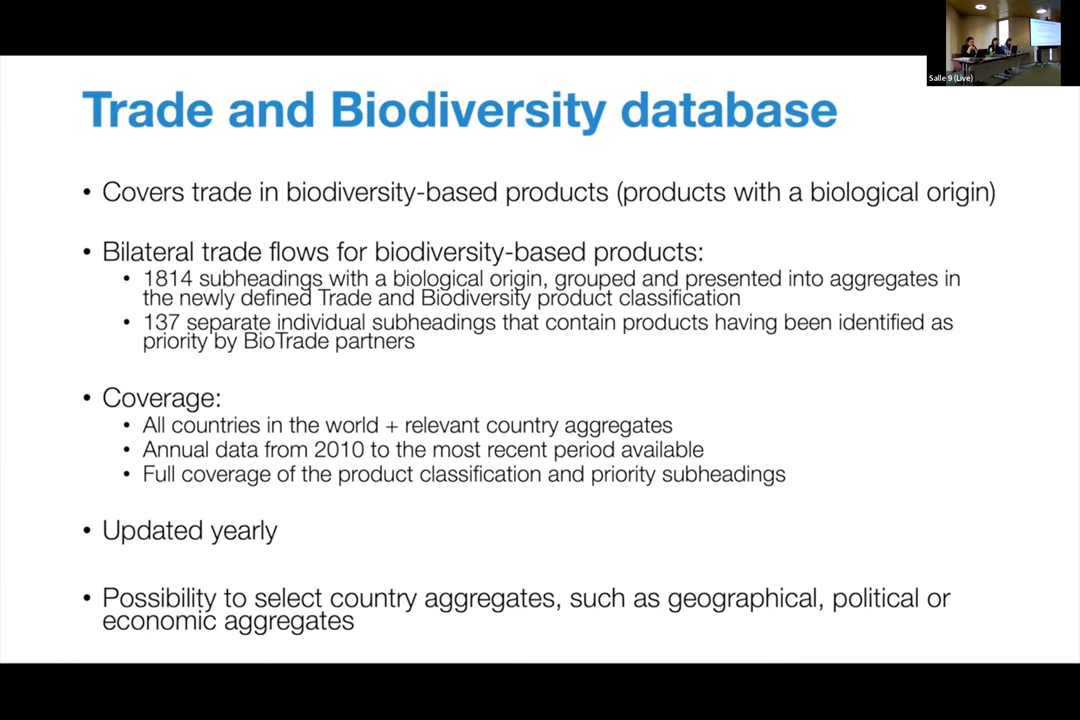 Salle 9 (Live)
Trade and Biodiversity database
• Covers trade in biodiversity-based products (products with a biological origin)
• Bilateral trade flows for biodiversity-based products:
• 1814 subheadings with a biological origin, grouped and presented into aggregates in
the newly defined Trade and Biodiversity product classification
• 137 separate individual subheadings that contain products having been identified as
priority by BioTrade partners
• Coverage:
• All countries in the world + relevant country aggregates
• Annual data from 2010 to the most recent period available
• Full coverage of the product classification and priority subheadings
• Updated yearly
• Possibility to select country aggregates, such as geographical, political or
economic aggregates